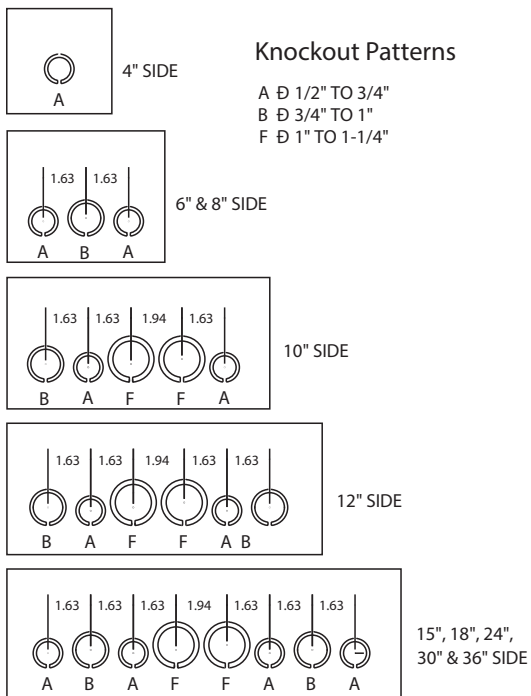 Knockout Patterns
A Ð 1/2" TO 3/4"
B Ð 3/4" TO 1"
F Ð 1" TO 1-1/4"
A
4" SIDE
1.63 1.63
A B A
6" & 8" SIDE
1.63 1.63 1.94 1.63
B A F F A
10" SIDE
1.63 1.63 1.94 1.63 1.63
B A F F A B
12" SIDE
1.63 1.63 1.63 1.94 1.63 1.63 1.63
A B A F F A B A
15", 18", 24",
30" & 36" SIDE